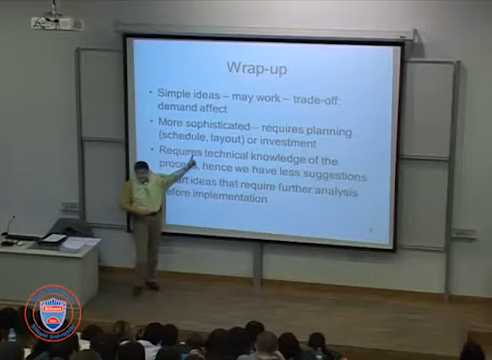 Wrap-up
• Simple ideas – may work – trade-off:
demand affect
• More sophisticated – requires planning
(schedule, layout) or investment
• Requires technical knowledge of the
process, hence we have less suggestions
ideas that require further analysis
before implementation